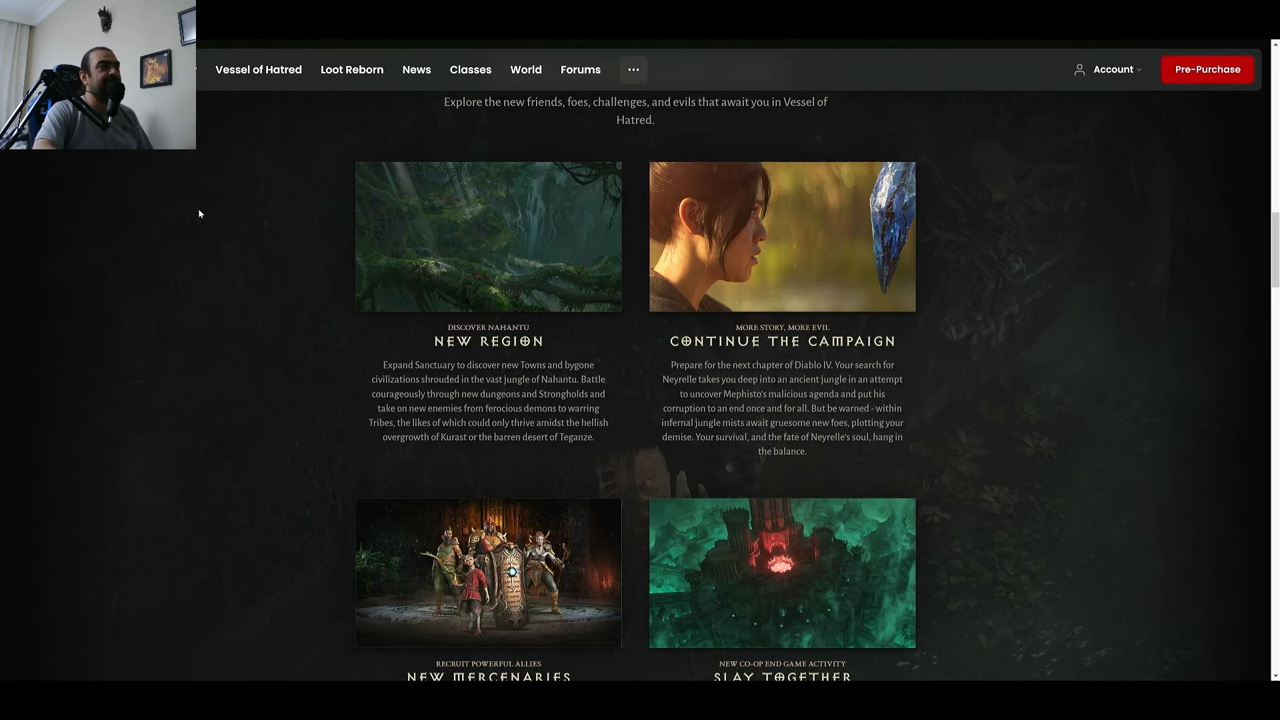 Vessel of Hatred Loot Reborn News Classes World Forums ... Account Pre-Purchase
Explore the new friends, foes, challenges, and evils that await you in Vessel of
Hatred.
DISCOVER NAHANTU
NEW REGION
Expand Sanctuary to discover new Towns and bygone
civilizations shrouded in the vast jungle of Nahantu. Battle
courageously through new dungeons and Strongholds and
take on new enemies from ferocious demons to warring
Tribes, the likes of which could only thrive amidst the hellish
overgrowth of Kurast or the barren desert of Teganze.
MORE STORY, MORE EVIL
CONTINUE THE CAMPAIGN
Prepare for the next chapter of Diablo IV. Your search for
Neyrelle takes you deep into an ancient jungle in an attempt
to uncover Mephisto's malicious agenda and put his
corruption to an end once and for all. But be warned - within
infernal jungle mists await gruesome new foes, plotting your
demise. Your survival, and the fate of Neyrelle's soul, hang in
the balance.
RECRUIT POWERFUL ALLIES
NEW MERCENARIES
NEW CO-OP END GAME ACTIVITY
SLAY TOGETHER